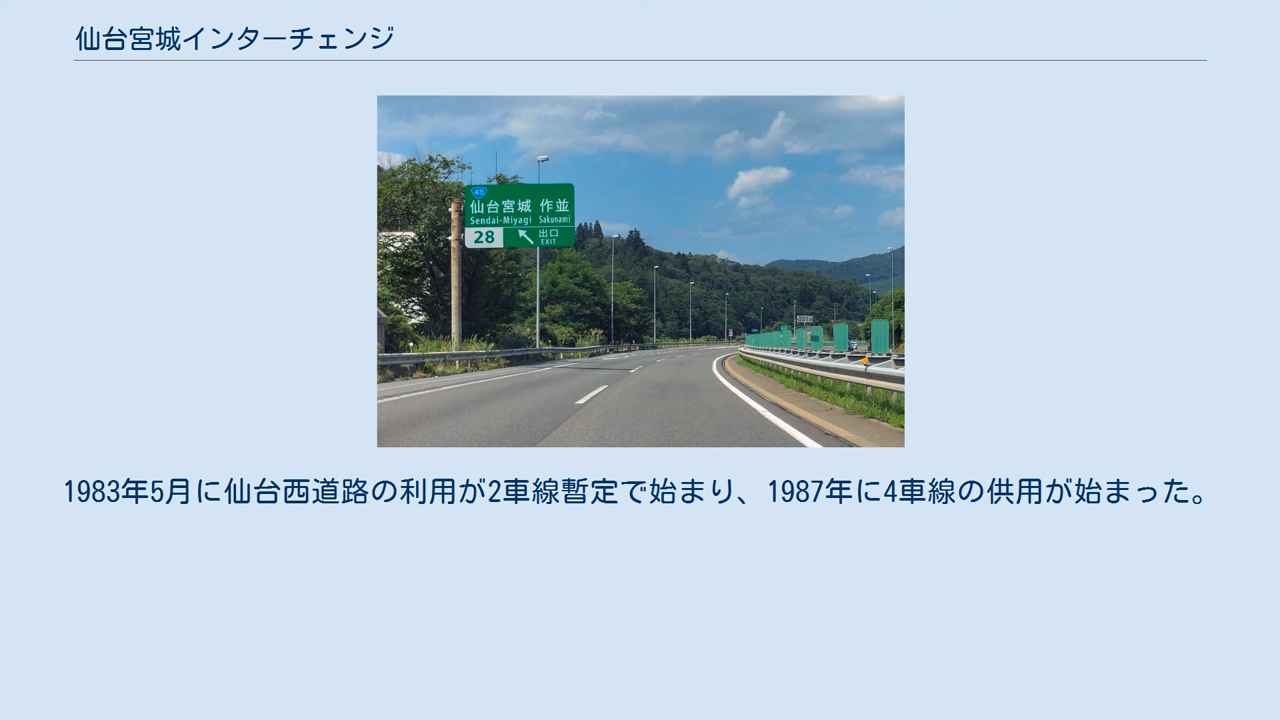 仙台宮城インターチェンジ
48
仙台宮城 作並
Sendai-Miyagi Sakunami
28 出口
EXIT
1983年5月に仙台西道路の利用が2車線暫定で始まり、1987年に4車線の供用が始まった。